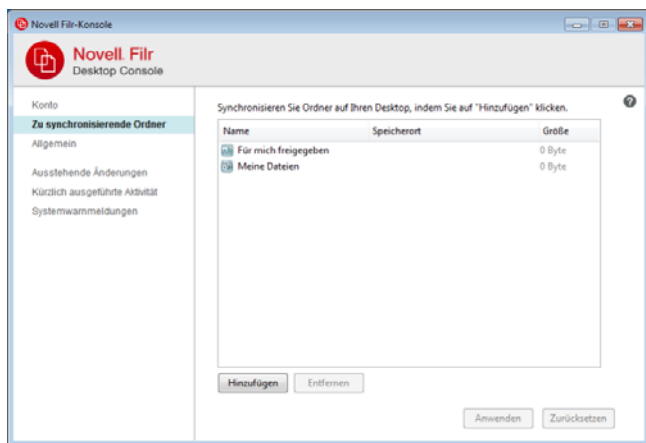 Novell Filr-Konsole
Novell. Filr
Desktop Console
Konto
Zu synchronisierende Ordner
Allgemein
Ausstehende Änderungen
Kürzlich ausgeführte Aktivität
Systemwarnmeldungen
Synchronisieren Sie Ordner auf Ihren Desktop, indem Sie auf "Hinzufügen" klicken.
Name Speicherort Größe
Für mich freigegeben 0 Byte
Meine Dateien 0 Byte
Hinzufügen Entfernen
Anwenden Zurücksetzen